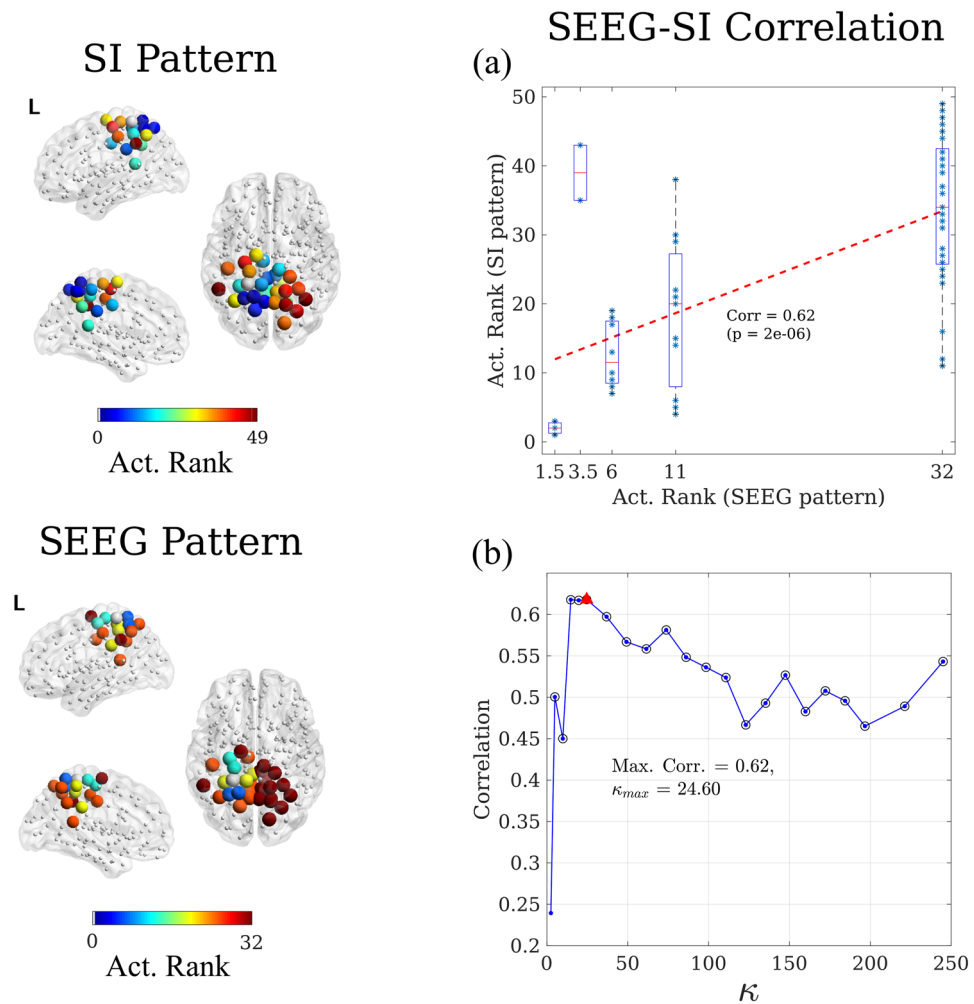 SI Pattern
L
0
49
Act. Rank
SEEG Pattern
L
0
32
Act. Rank
SEEG-SI Correlation
(a)
50
40
30
20
10
0
Act. Rank (SI pattern)
Corr = 0.62
(p = 2e-06)
1.5 3.5 6 11 32
Act. Rank (SEEG pattern)
(b)
0.6
0.55
0.5
0.45
0.4
0.35
0.3
0.25
0.2
Correlation
Max. Corr. = 0.62,
κmax = 24.60
0 50 100 150 200 250
κ